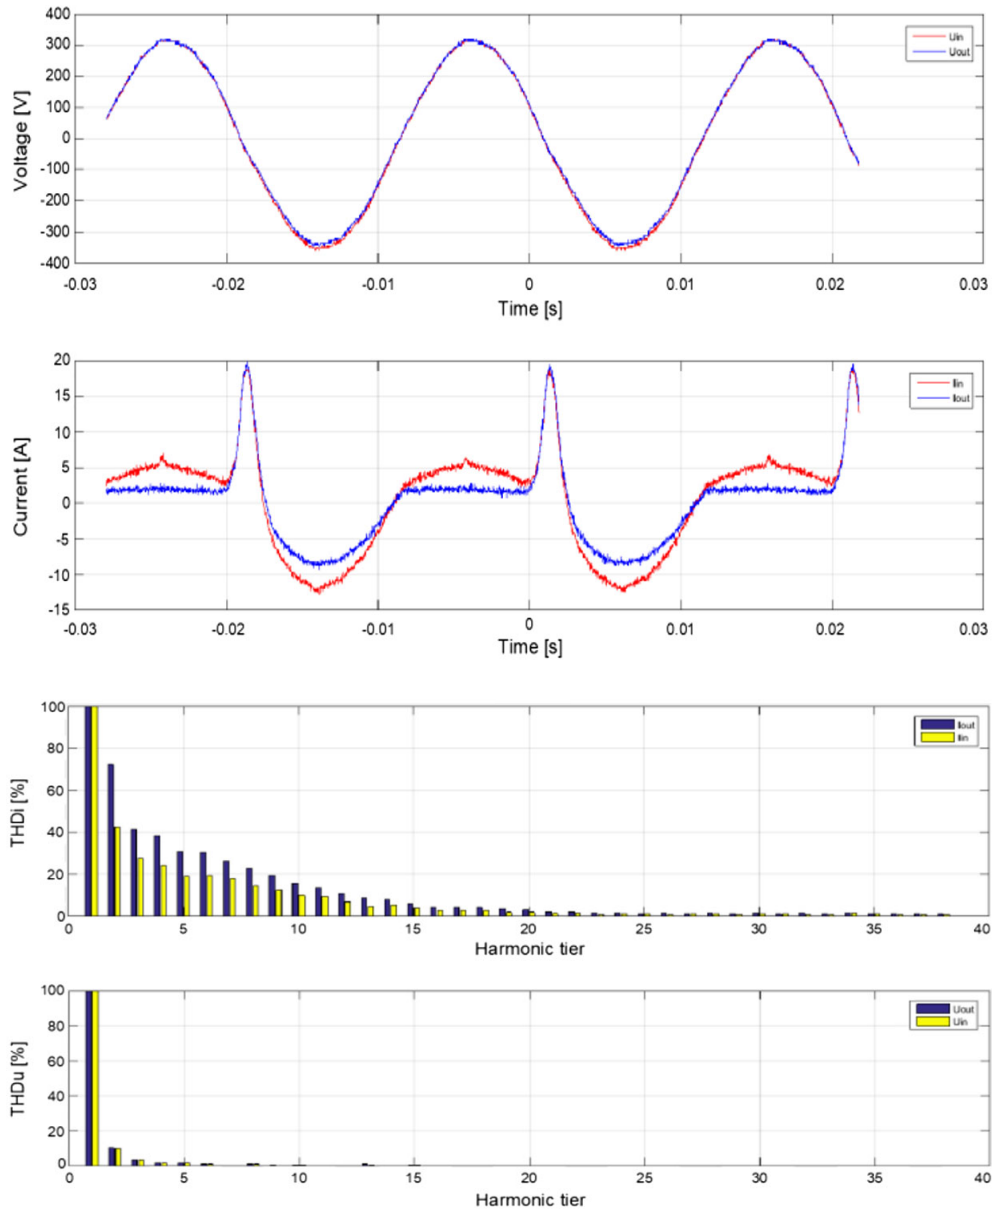 400
300
200
100
0
-100
-200
-300
-400
Voltage [V]
Uin
Uout
-0.03 -0.02 -0.01 0 0.01 0.02 0.03
Time [s]
20
15
10
5
0
-5
-10
-15
Current [A]
Iin
Iout
-0.03 -0.02 -0.01 0 0.01 0.02 0.03
Time [s]
100
80
60
40
20
0
THDi [%]
Iout
Iin
0 5 10 15 20 25 30 35 40
Harmonic tier
100
80
60
40
20
0
THDu [%]
Uout
Uin
0 5 10 15 20 25 30 35 40
Harmonic tier